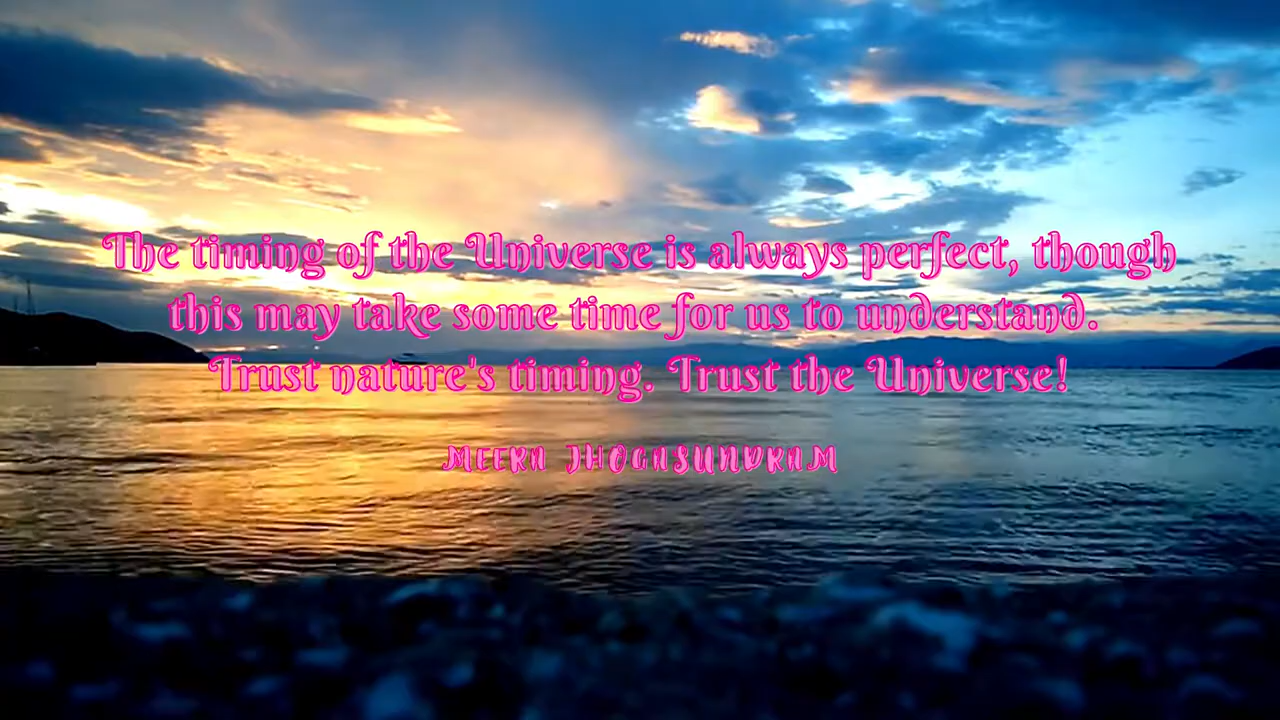 The timing of the Universe is always perfect, though
this may take some time for us to understand.
Trust nature's timing. Trust the Universe!
MEERA JHOGASUNDRAM